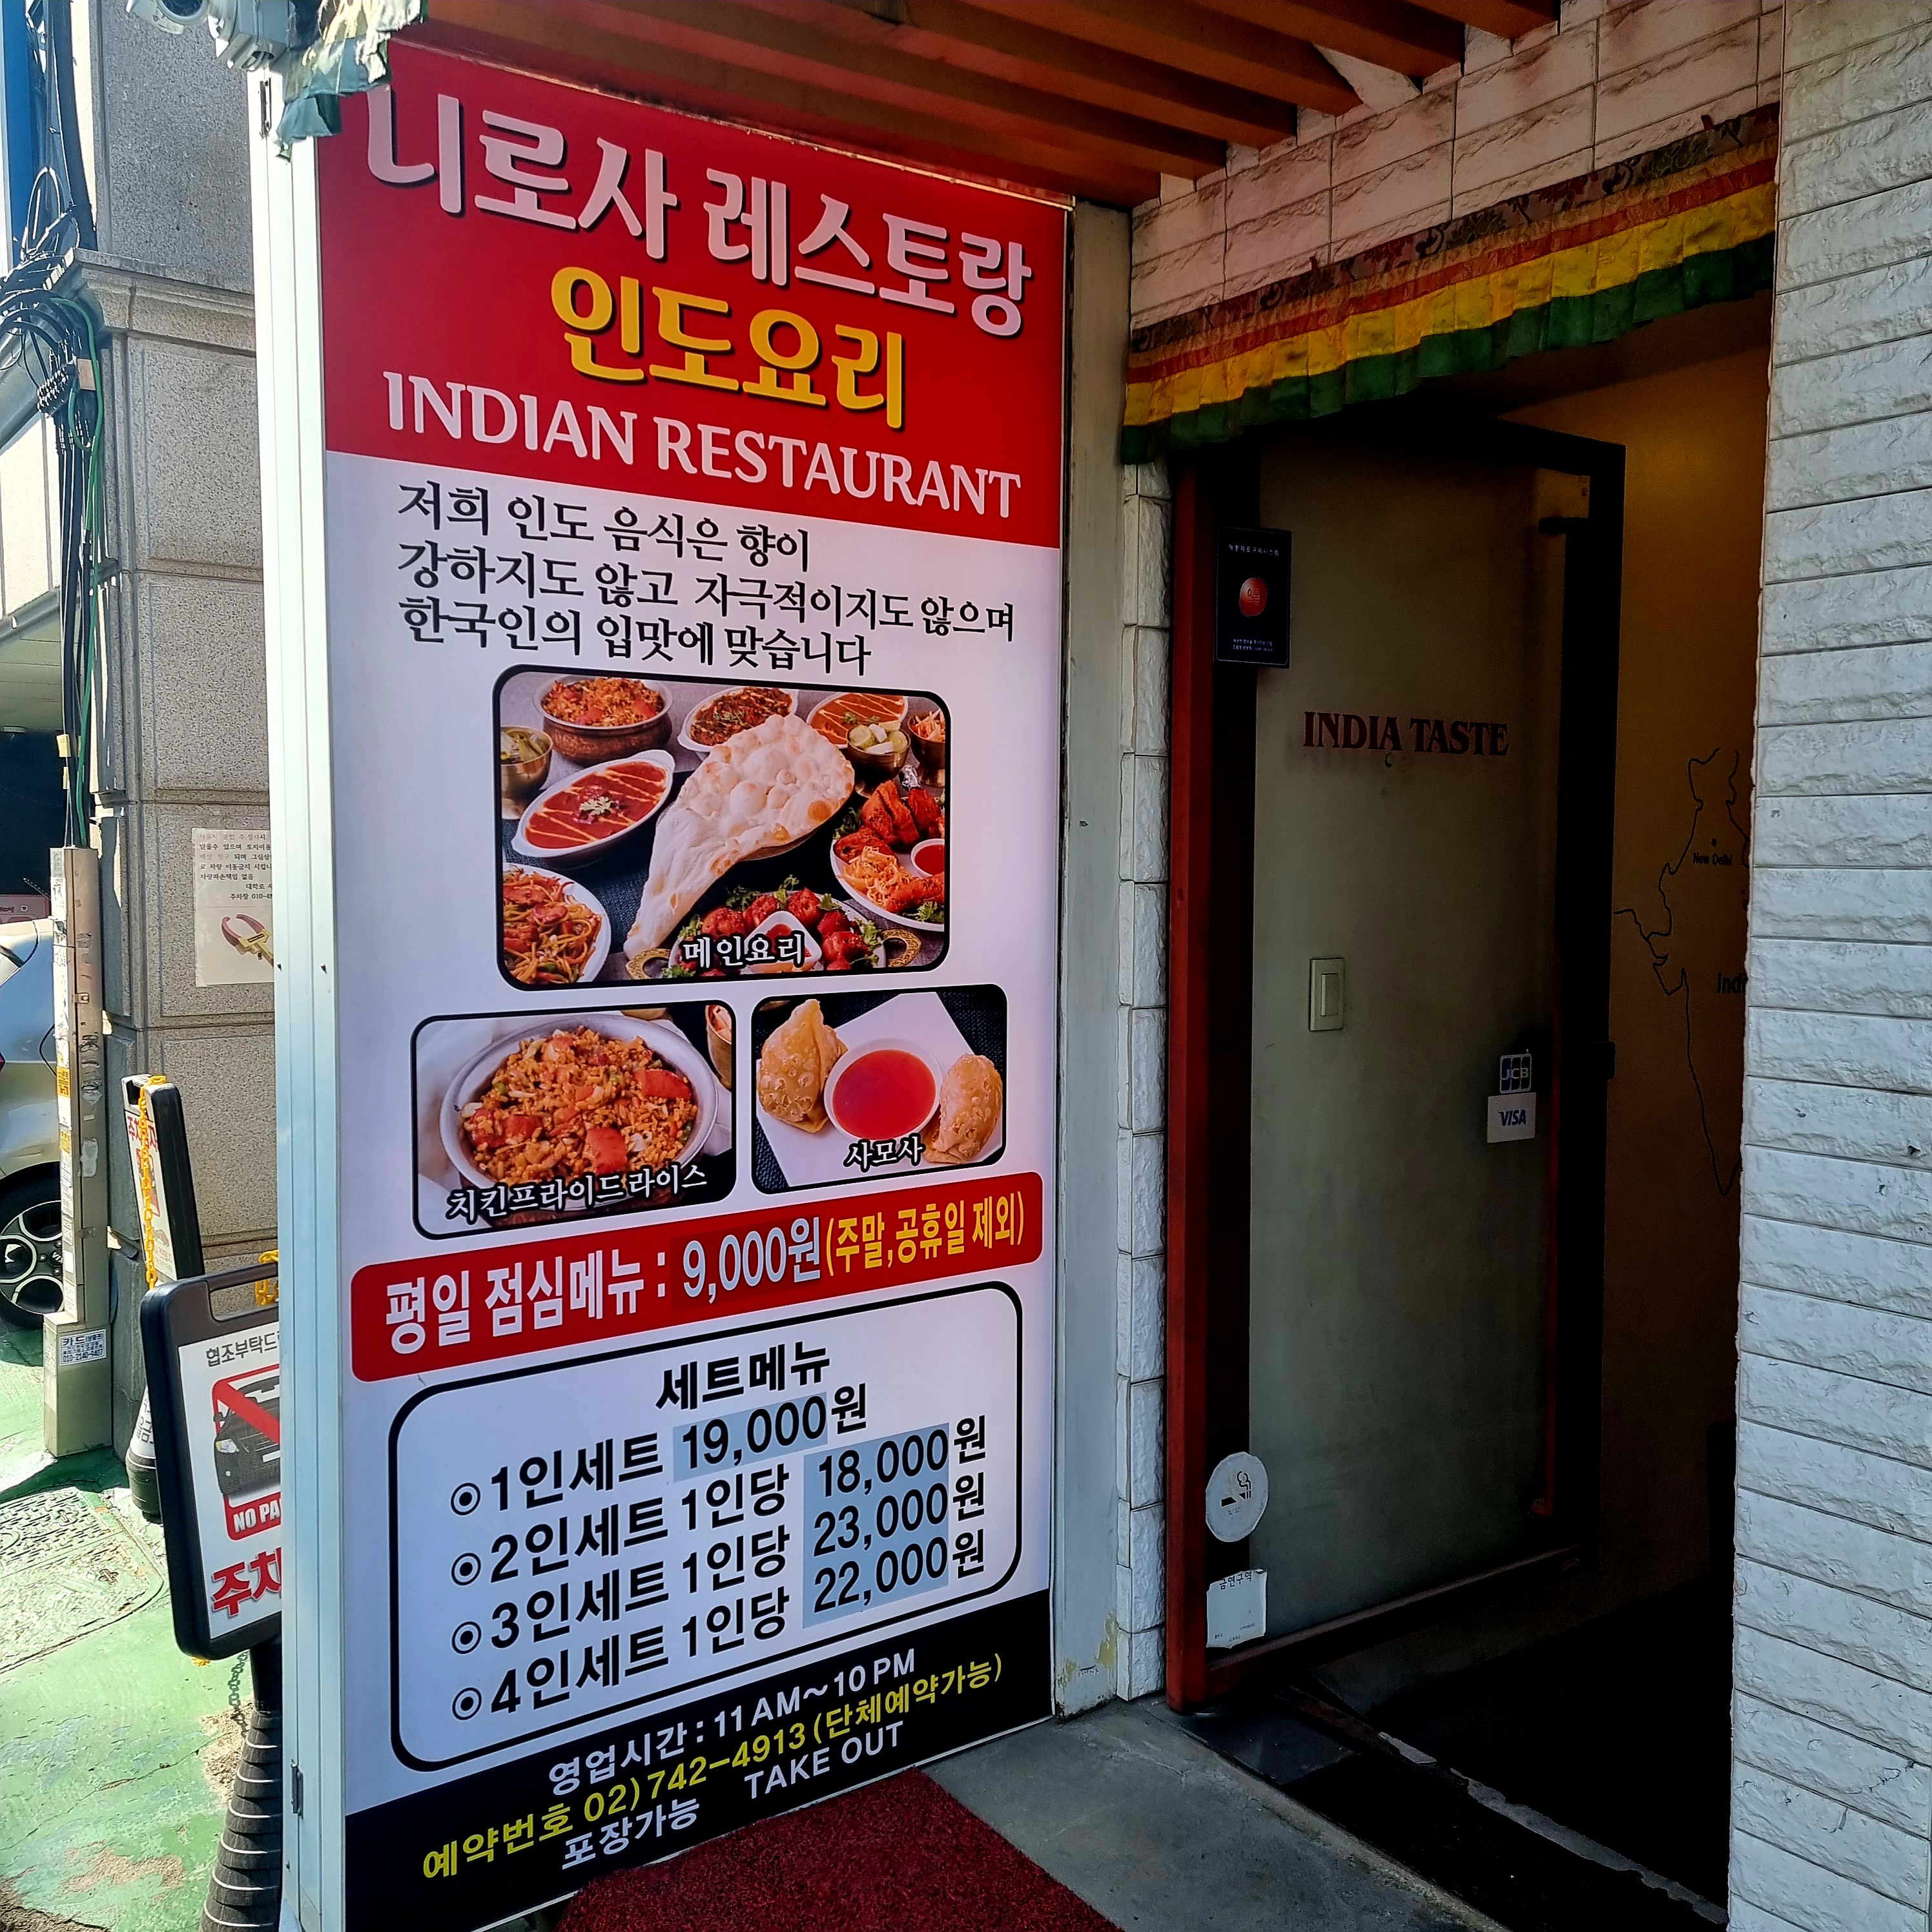 니로사 레스토랑
인도요리
INDIAN RESTAURANT
저희 인도 음식은 향이
강하지도 않고 자극적이지도 않으며
한국인의 입맛에 맞습니다
메인요리
치킨프라이드라이스
사모사
평일 점심메뉴 : 9,000원(주말,공휴일 제외)
세트메뉴
◎1인세트 19,000원
◎2인세트 1인당 18,000원
◎3인세트 1인당 23,000원
◎4인세트 1인당 22,000원
영업시간 : 11 AM~10 PM
예약번호 02)742-4913(단체예약가능)
포장가능 TAKE OUT
INDIA TASTE
New Delhi
JCB
VISA
금연구역
협조부탁드
NO PA
주차